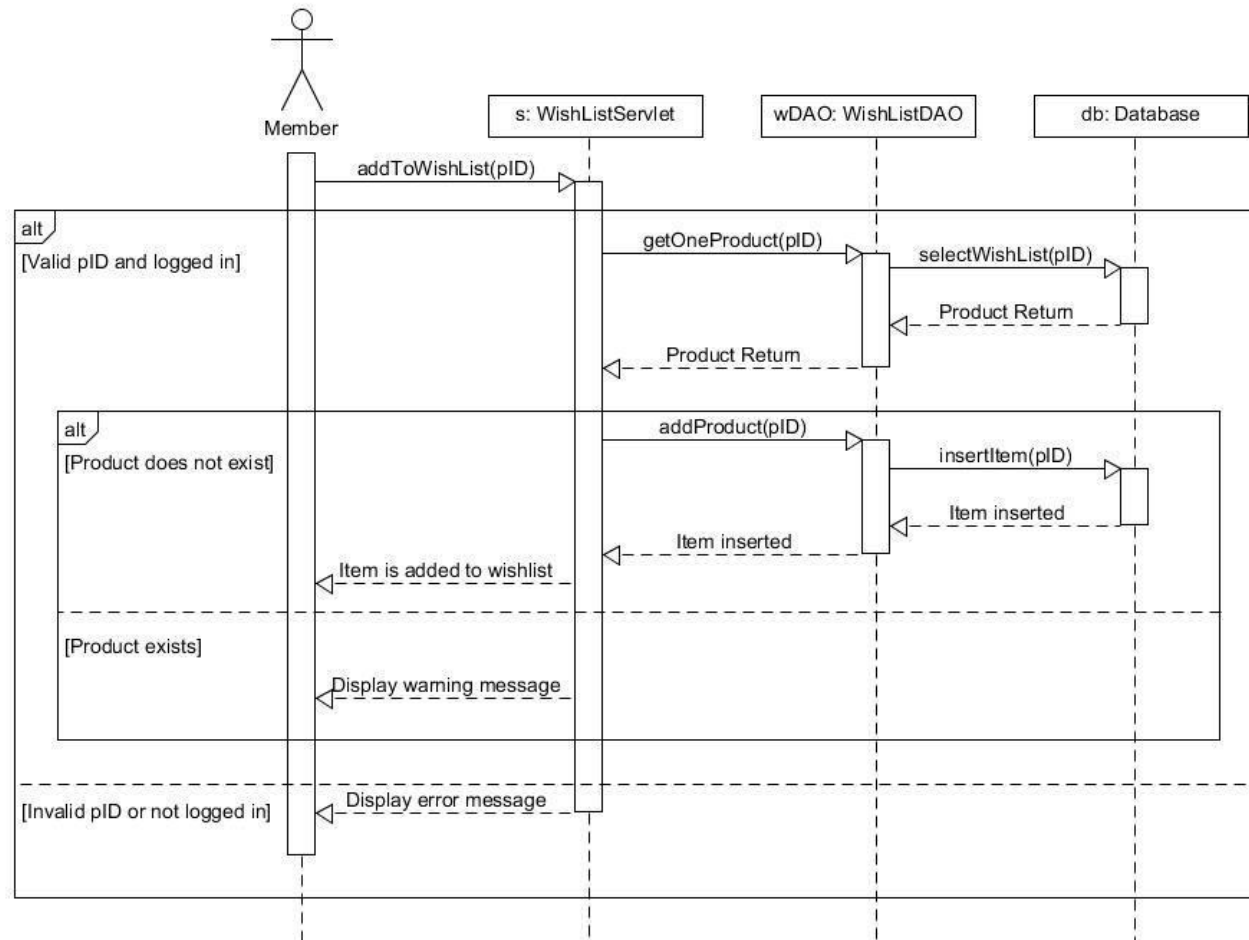 Member
s: WishListServlet
wDAO: WishListDAO
db: Database
addToWishList(pID)
alt
[Valid pID and logged in]
getOneProduct(pID)
selectWishList(pID)
Product Return
Product Return
alt
[Product does not exist]
addProduct(pID)
insertItem(pID)
Item inserted
Item inserted
Item is added to wishlist
[Product exists]
Display warning message
[Invalid pID or not logged in]
Display error message